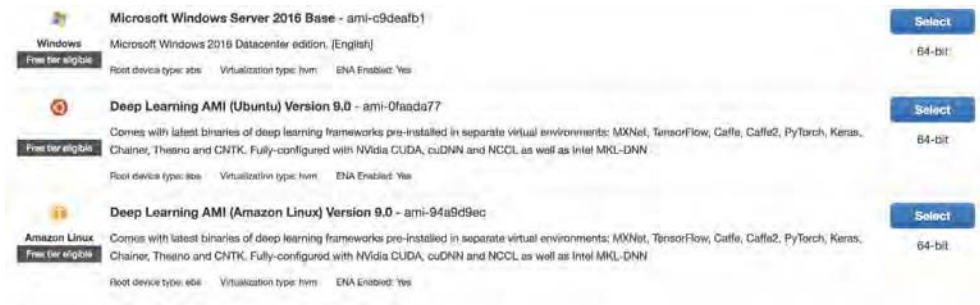 Microsoft Windows Server 2016 Base - ami-c9deafb1
Select
Windows
Microsoft Windows 2016 Datacenter edition. [English]
64-bit
Free tier eligible
Root device type: ebs Virtualization type: hvm ENA Enabled: Yes
Deep Learning AMI (Ubuntu) Version 9.0 - ami-0faada77
Select
Comes with latest binaries of deep learning frameworks pre-installed in separate virtual environments: MXNet, TensorFlow, Caffe, Caffe2, PyTorch, Keras,
64-bit
Free tier eligible
Chainer, Theano and CNTK. Fully-configured with NVidia CUDA, cuDNN and NCCL as well as Intel MKL-DNN
Root device type: ebs Virtualization type: hvm ENA Enabled: Yes
Deep Learning AMI (Amazon Linux) Version 9.0 - ami-94a9d9ec
Select
Amazon Linux
Comes with latest binaries of deep learning frameworks pre-installed in separate virtual environments: MXNet, TensorFlow, Caffe, Caffe2, PyTorch, Keras,
64-bit
Free tier eligible
Chainer, Theano and CNTK. Fully-configured with NVidia CUDA, cuDNN and NCCL as well as Intel MKL-DNN
Root device type: ebs Virtualization type: hvm ENA Enabled: Yes